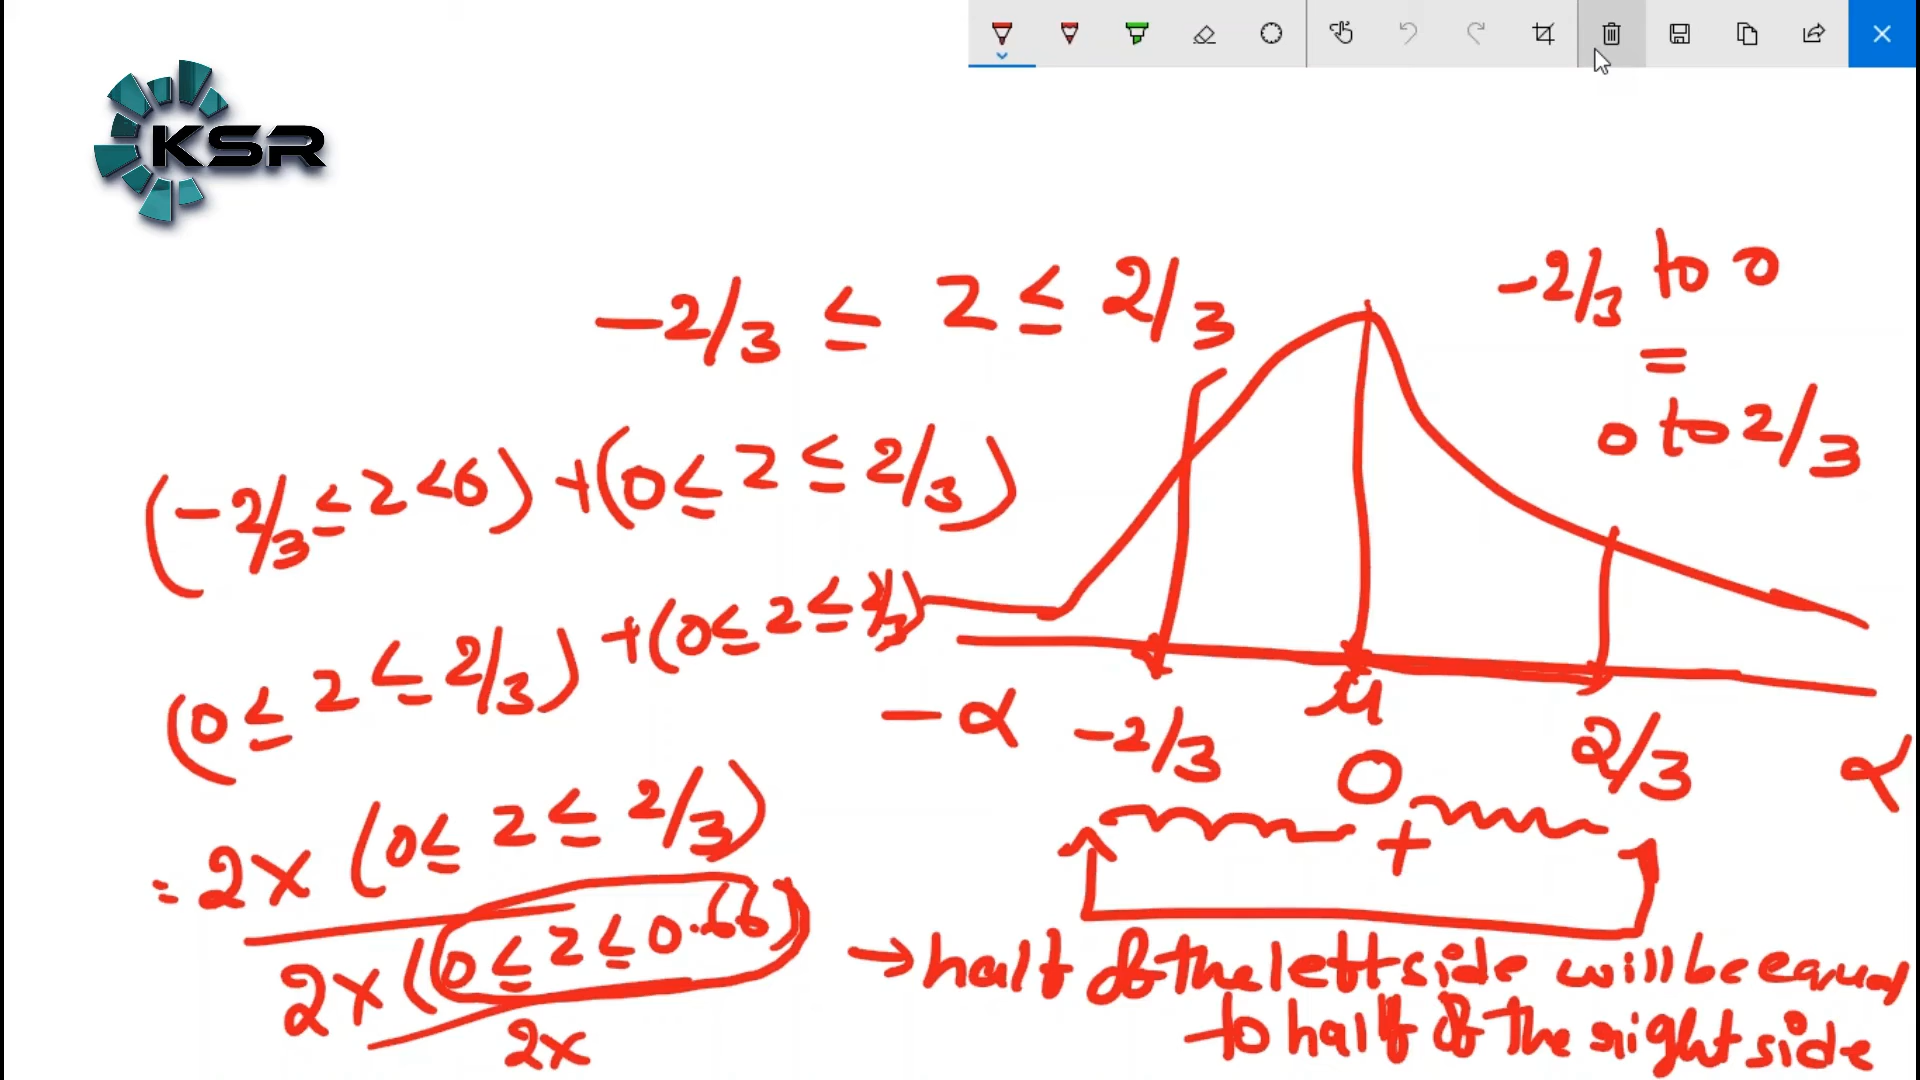 KSR
-2/3 ≤ z ≤ 2/3
-2/3 to 0
=
0 to 2/3
(-2/3 ≤ z < 0) + (0 ≤ z ≤ 2/3)
(0 ≤ z ≤ 2/3) + (0 ≤ z ≤ 2/3)
-α -2/3 μ 2/3 α
0
+
= 2x (0 ≤ z ≤ 2/3)
2x (0 ≤ z ≤ 0.66)
2x
→ half of the left side will be equal
to half of the right side